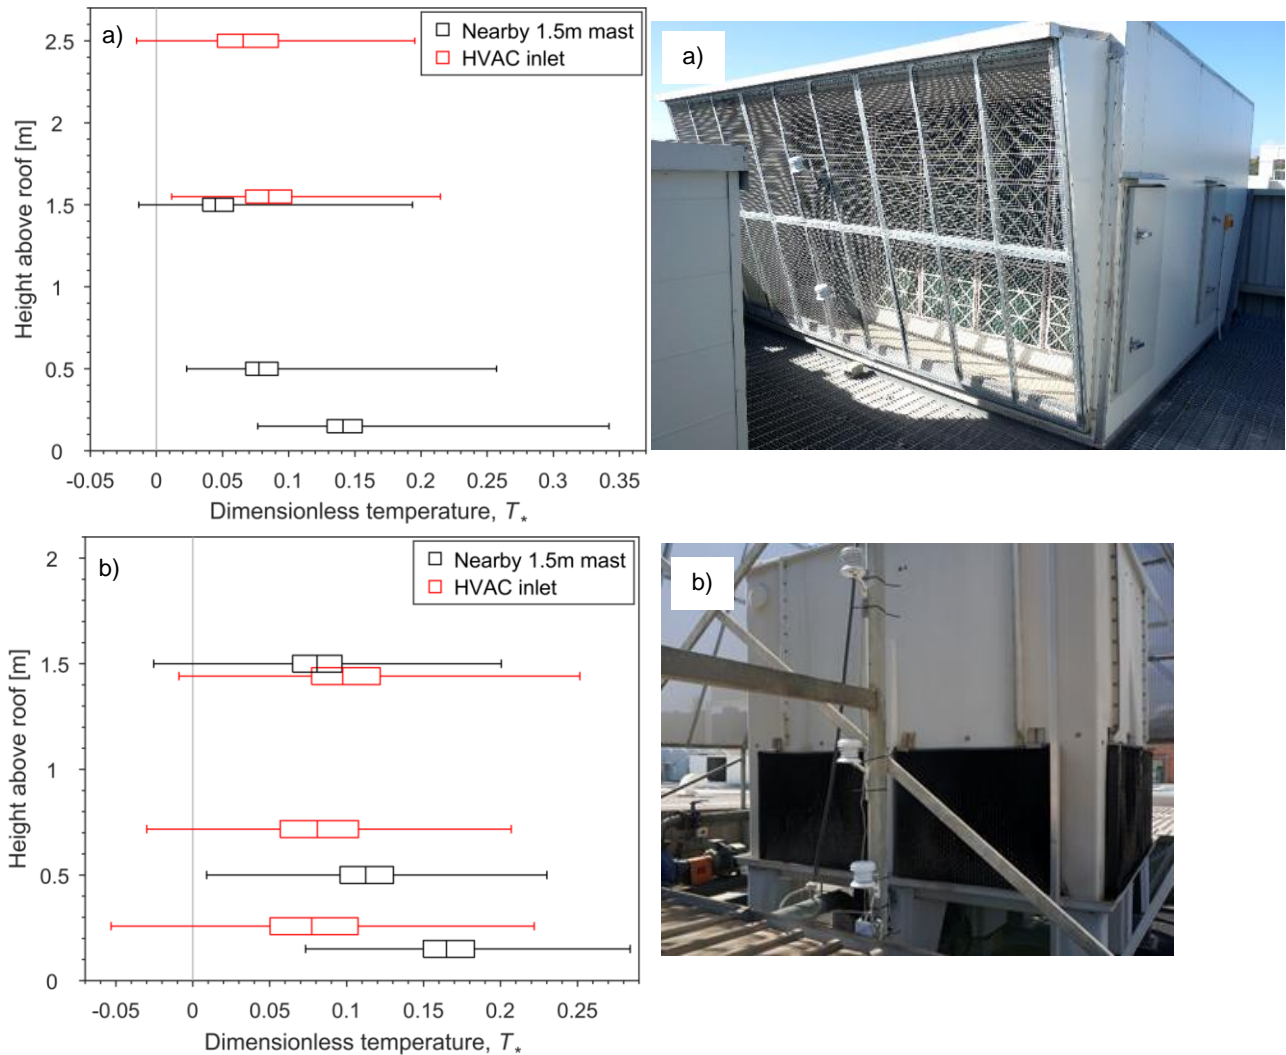 a)
Nearby 1.5m mast
HVAC inlet
2.5
2
1.5
1
0.5
0
Height above roof [m]
-0.05 0 0.05 0.1 0.15 0.2 0.25 0.3 0.35
Dimensionless temperature, T*
a)
b)
Nearby 1.5m mast
HVAC inlet
2
1.5
1
0.5
0
Height above roof [m]
-0.05 0 0.05 0.1 0.15 0.2 0.25
Dimensionless temperature, T*
b)